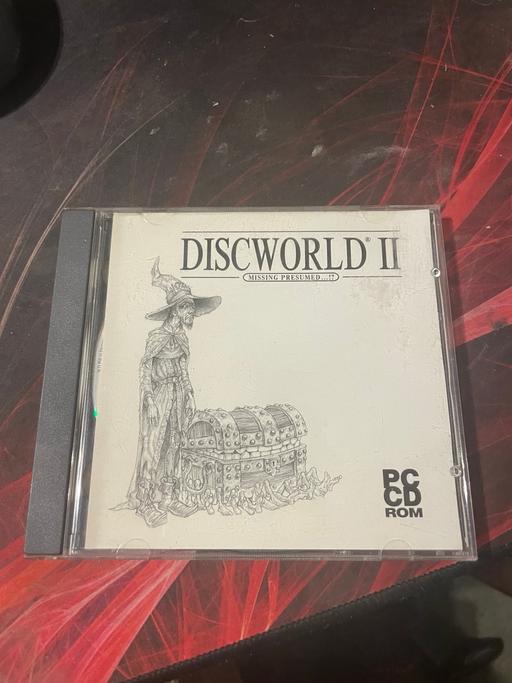 DISCWORLD® II
MISSING PRESUMED...!?
PC
CD
ROM